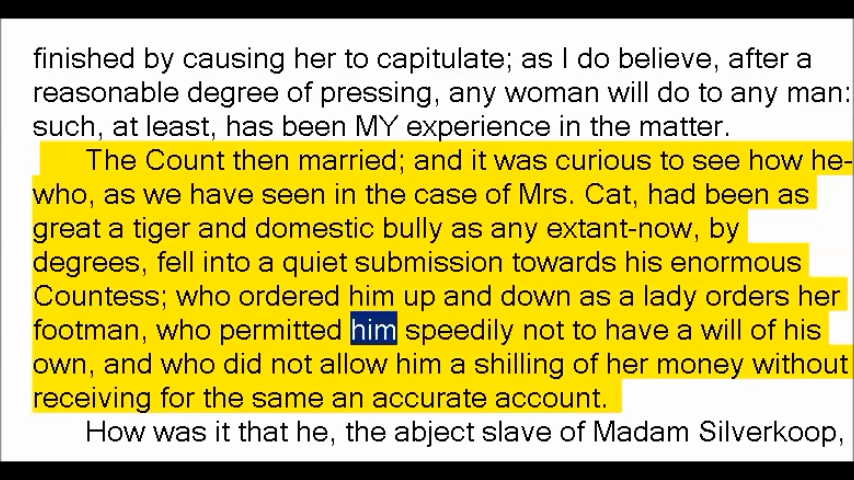 finished by causing her to capitulate; as I do believe, after a
reasonable degree of pressing, any woman will do to any man:
such, at least, has been MY experience in the matter.
The Count then married; and it was curious to see how he-
who, as we have seen in the case of Mrs. Cat, had been as
great a tiger and domestic bully as any extant-now, by
degrees, fell into a quiet submission towards his enormous
Countess; who ordered him up and down as a lady orders her
footman, who permitted him speedily not to have a will of his
own, and who did not allow him a shilling of her money without
receiving for the same an accurate account.
How was it that he, the abject slave of Madam Silverkoop,